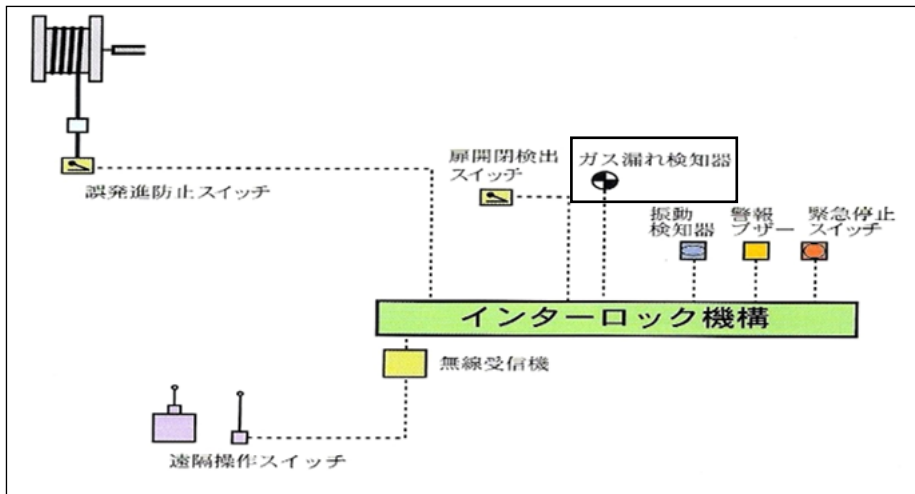 扉開閉検出
スイッチ
ガス漏れ検知器
誤発進防止スイッチ
振動
検知器
警報
ブザー
緊急停止
スイッチ
インターロック機構
無線受信機
遠隔操作スイッチ